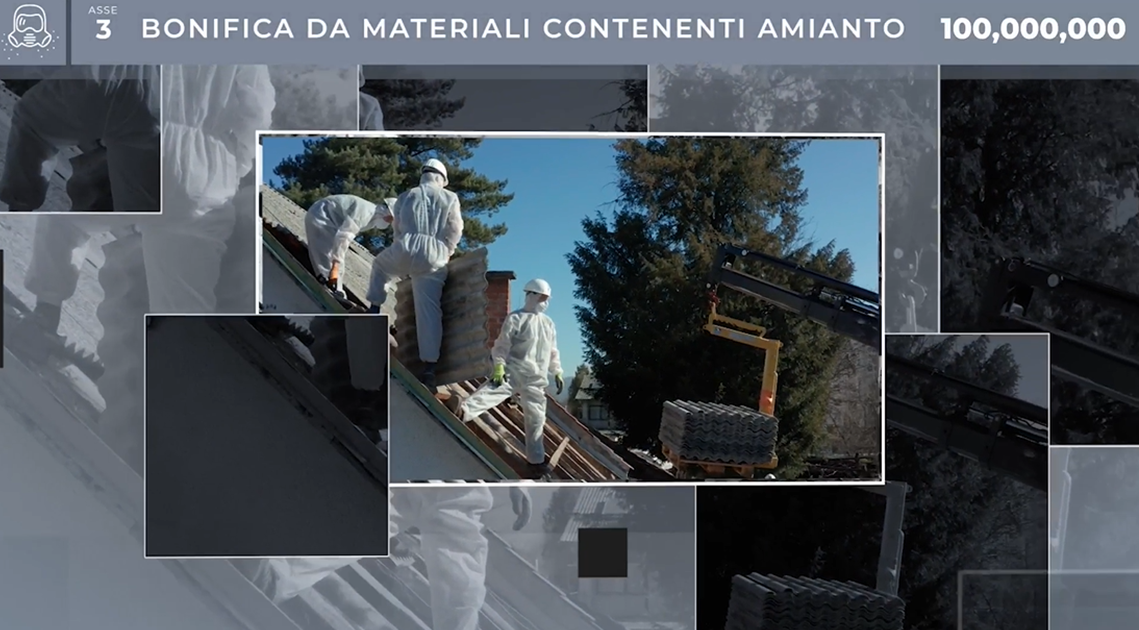 ASSE
3
BONIFICA DA MATERIALI CONTENENTI AMIANTO
100,000,000